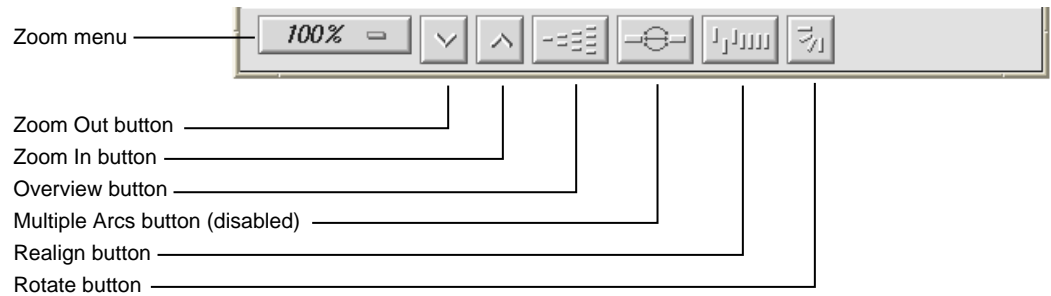 Zoom menu
100%
Zoom Out button
Zoom In button
Overview button
Multiple Arcs button (disabled)
Realign button
Rotate button